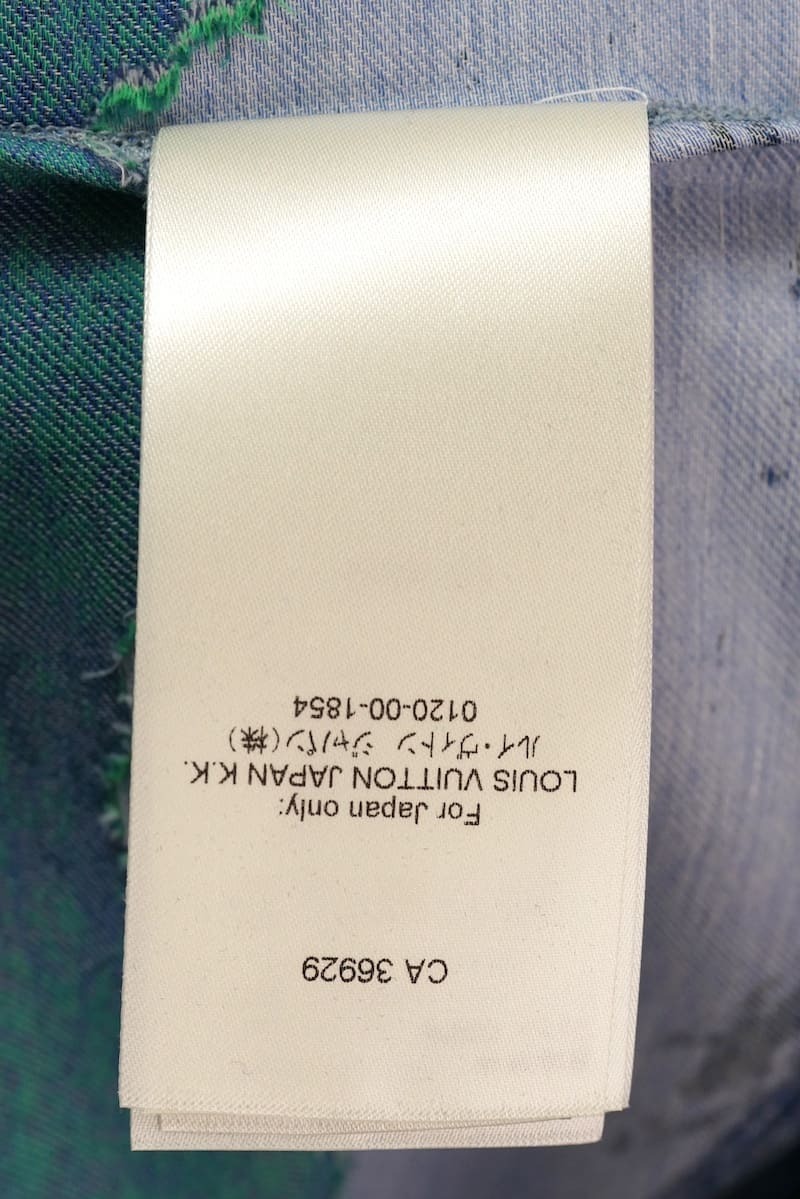 CA 36929
For Japan only:
LOUIS VUITTON JAPAN K.K.
ルイ・ヴィトン ジャパン(株)
0120-00-1854